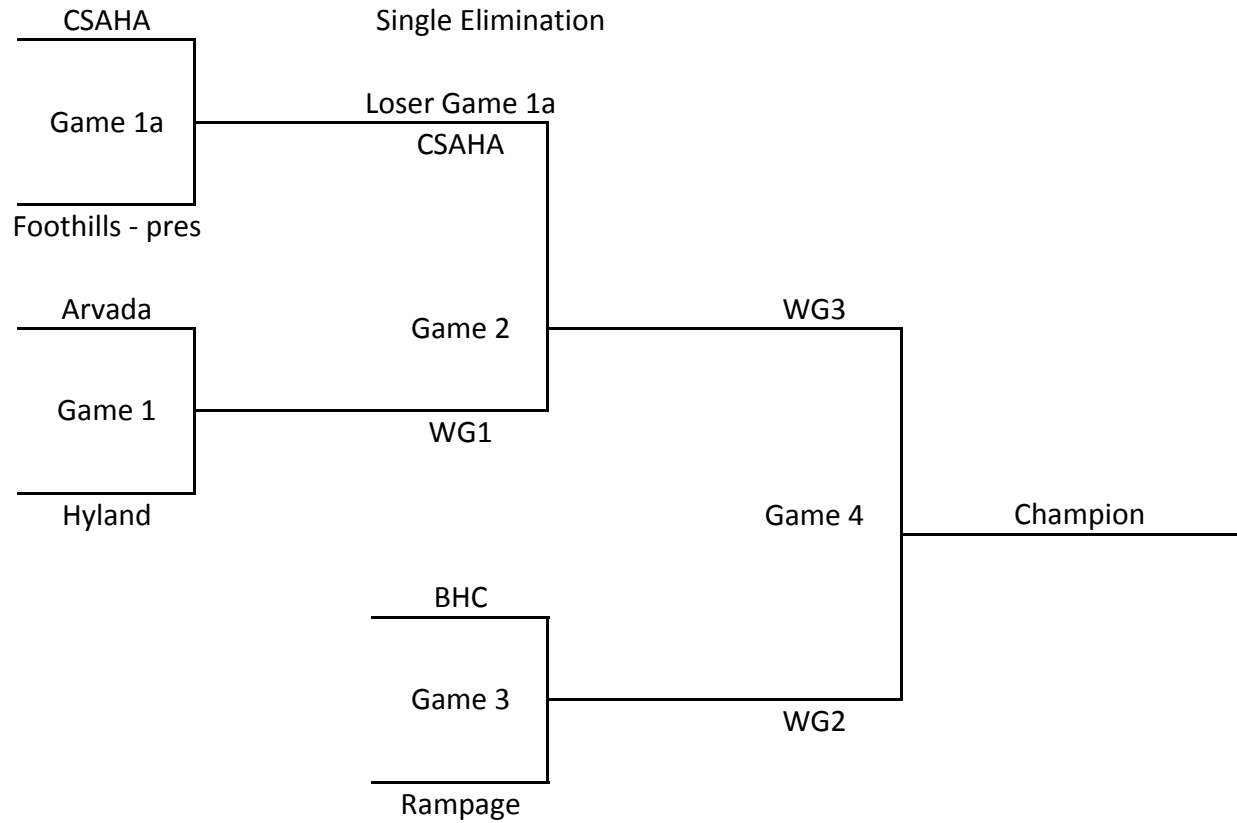 CSAHA
Single Elimination
Loser Game 1a
Game 1a
CSAHA
Foothills - pres
Arvada
WG3
Game 2
Game 1
WG1
Hyland
Game 4
Champion
BHC
Game 3
WG2
Rampage